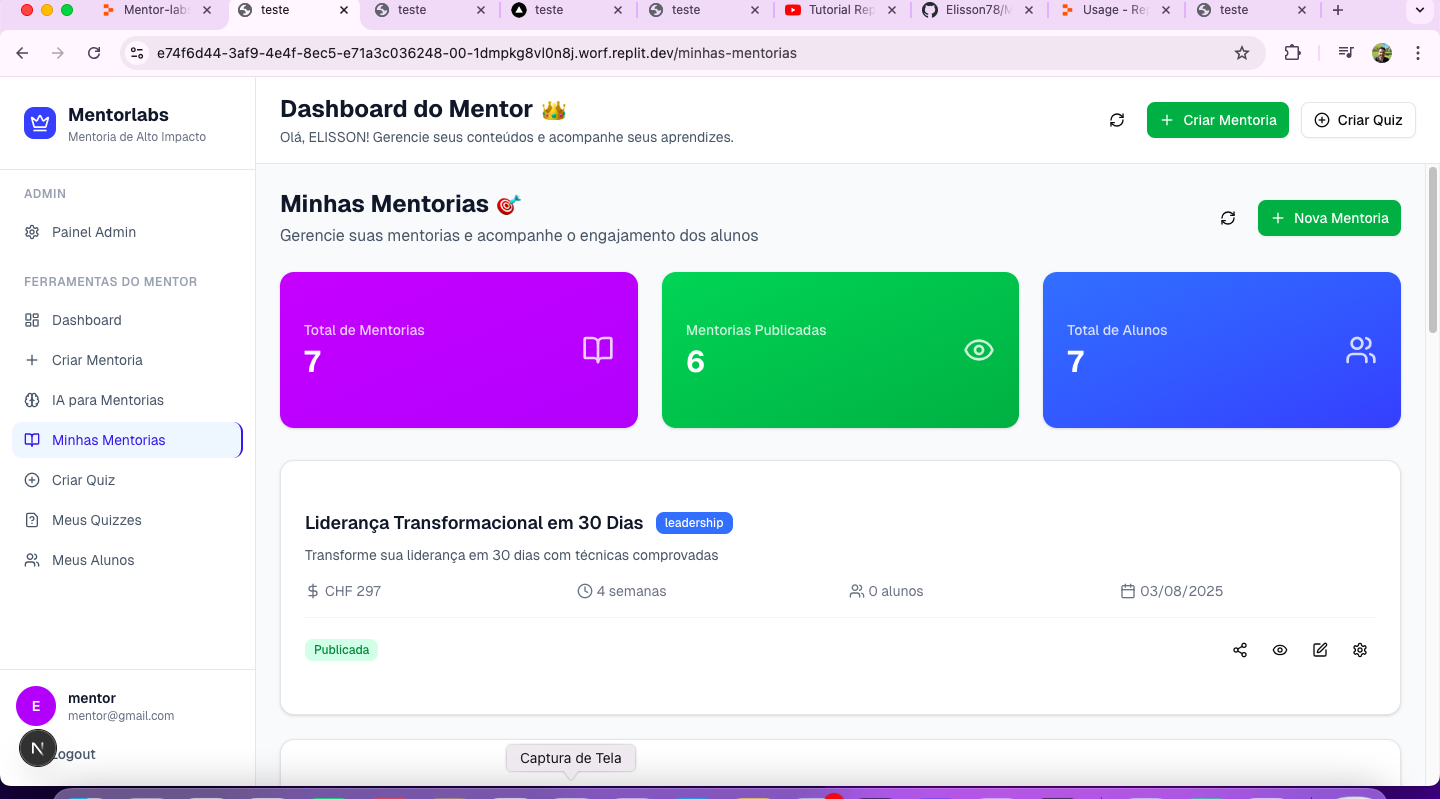 Mentor-labs
teste
teste
teste
teste
Tutorial Rep
Elisson78/M
Usage - Rep
teste
e74f6d44-3af9-4e4f-8ec5-e71a3c036248-00-1dmpkg8vl0n8j.worf.replit.dev/minhas-mentorias
Mentorlabs
Mentoria de Alto Impacto
ADMIN
Painel Admin
FERRAMENTAS DO MENTOR
Dashboard
Criar Mentoria
IA para Mentorias
Minhas Mentorias
Criar Quiz
Meus Quizzes
Meus Alunos
E
mentor
mentor@gmail.com
N
ogout
Dashboard do Mentor
Olá, ELISSON! Gerencie seus conteúdos e acompanhe seus aprendizes.
Criar Mentoria
Criar Quiz
Minhas Mentorias
Gerencie suas mentorias e acompanhe o engajamento dos alunos
Nova Mentoria
Total de Mentorias
7
Mentorias Publicadas
6
Total de Alunos
7
Liderança Transformacional em 30 Dias
leadership
Transforme sua liderança em 30 dias com técnicas comprovadas
CHF 297
4 semanas
0 alunos
03/08/2025
Publicada
Captura de Tela